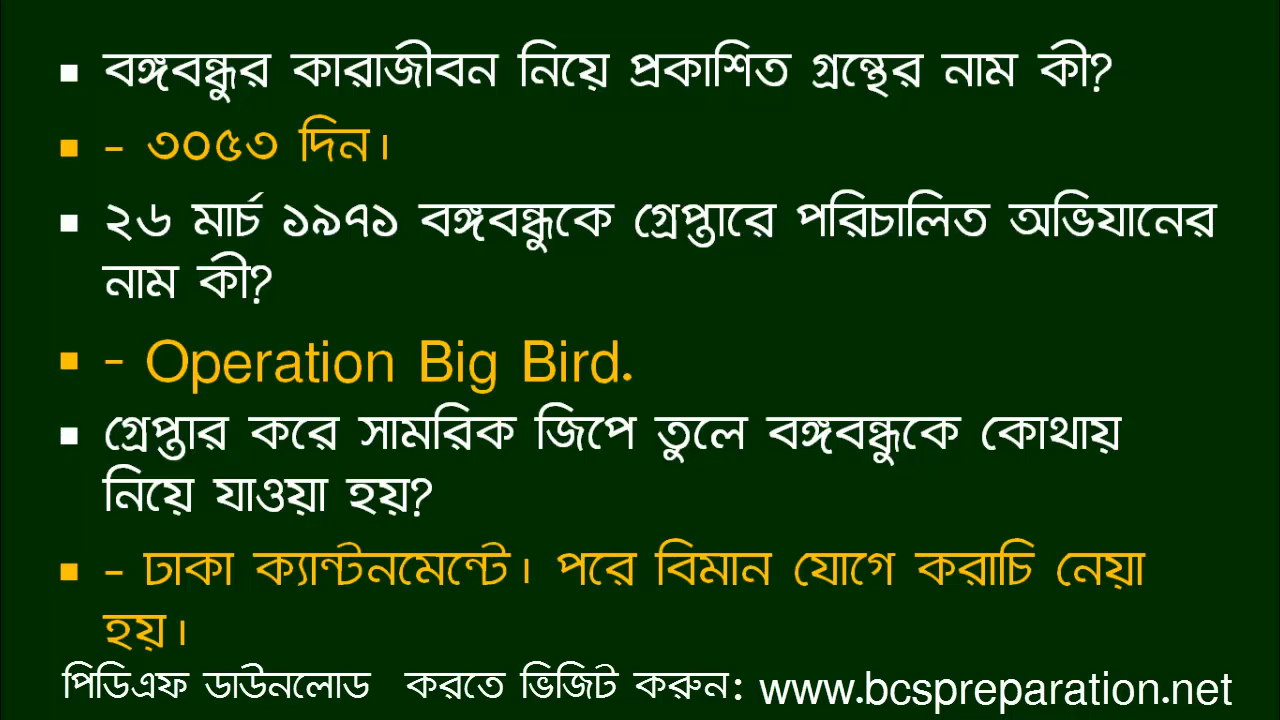 ▪ বঙ্গবন্ধুর কারাজীবন নিয়ে প্রকাশিত গ্রন্থের নাম কী?
▪ - ৩০৫৩ দিন।
▪ ২৬ মার্চ ১৯৭১ বঙ্গবন্ধুকে গ্রেপ্তারে পরিচালিত অভিযানের
নাম কী?
▪ - Operation Big Bird.
▪ গ্রেপ্তার করে সামরিক জিপে তুলে বঙ্গবন্ধুকে কোথায়
নিয়ে যাওয়া হয়?
▪ - ঢাকা ক্যান্টনমেন্টে। পরে বিমান যোগে করাচি নেয়া
হয়।
পিডিএফ ডাউনলোড করতে ভিজিট করুন: www.bcspreparation.net